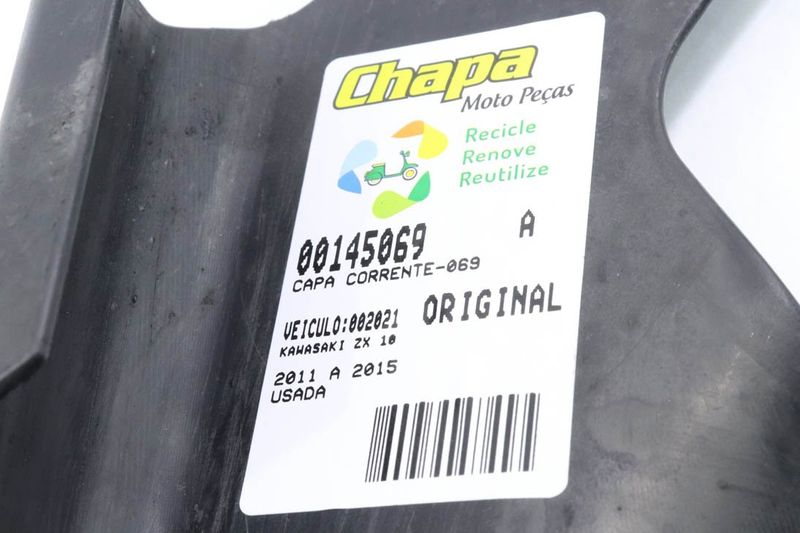 Chapa
Moto Peças
Recicle
Renove
Reutilize
00145069 A
CAPA CORRENTE-069
VEICULO:002021 ORIGINAL
KAWASAKI ZX 10
2011 A 2015
USADA